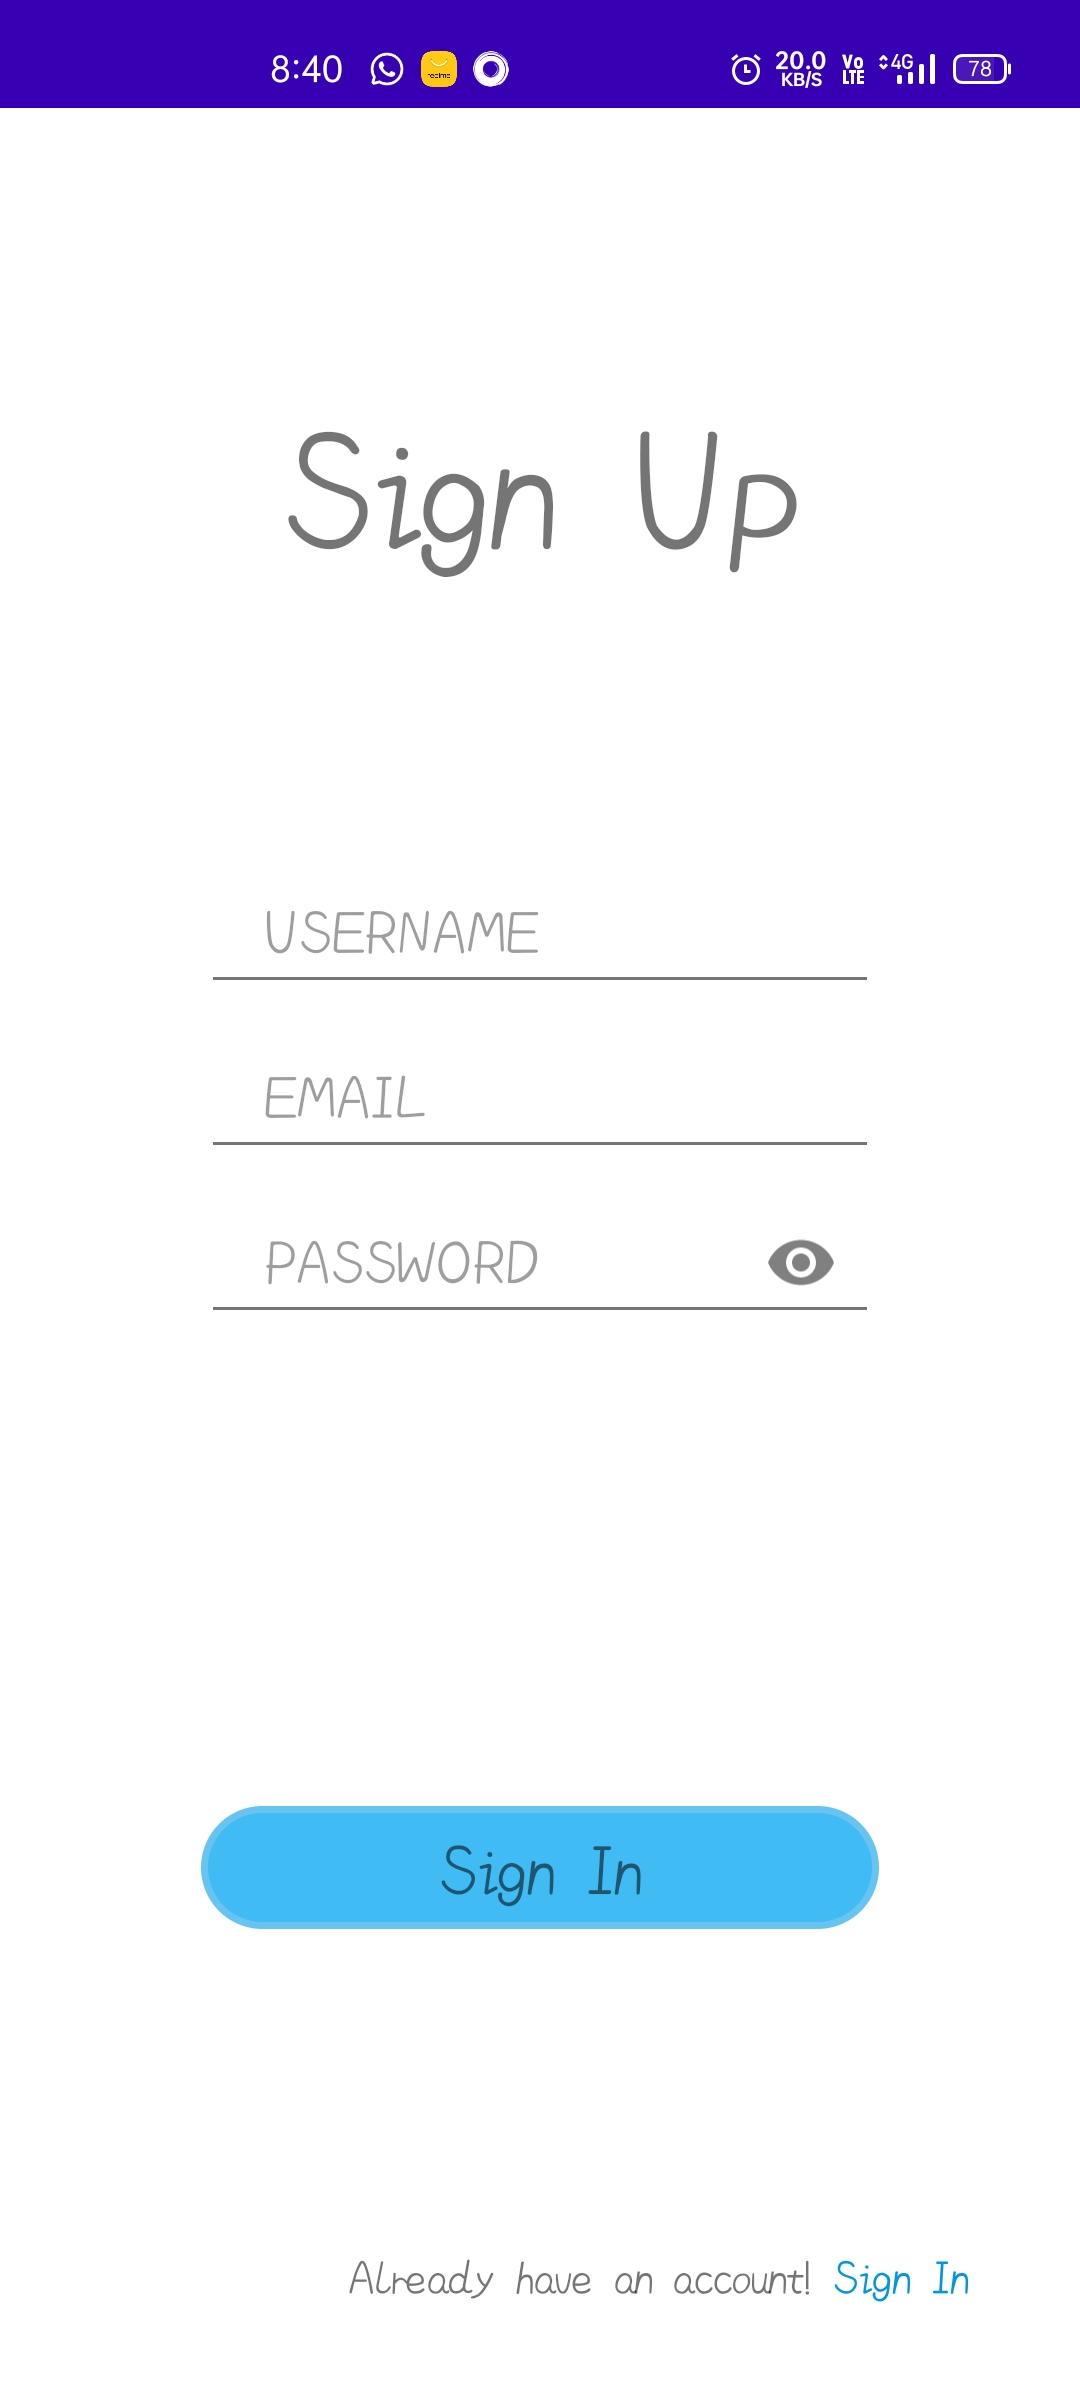 8:40 realme 20.0 KB/S Vo LTE 4G 78
Sign Up
USERNAME
EMAIL
PASSWORD
Sign In
Already have an account! Sign In